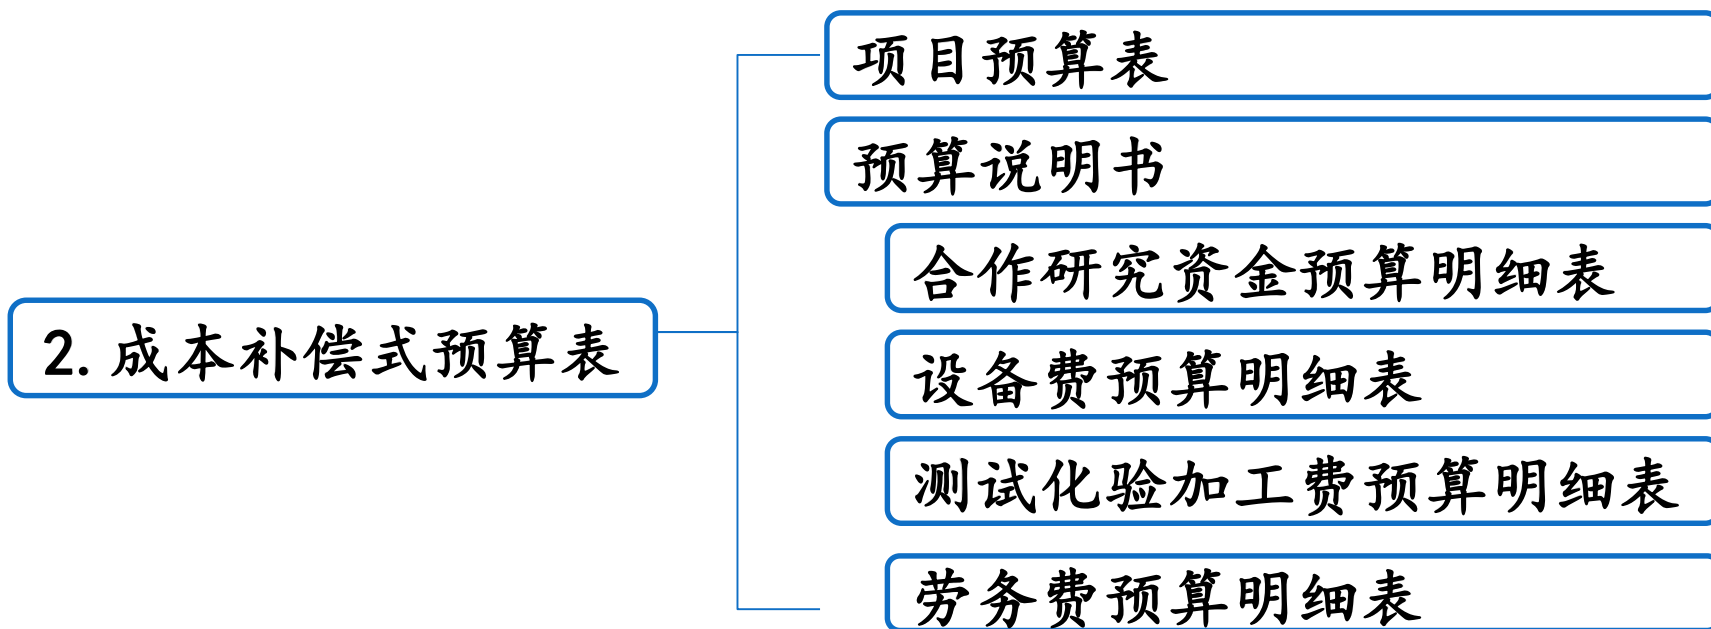 项目预算表
预算说明书
合作研究资金预算明细表
2.成本补偿式预算表
设备费预算明细表
测试化验加工费预算明细表
劳务费预算明细表